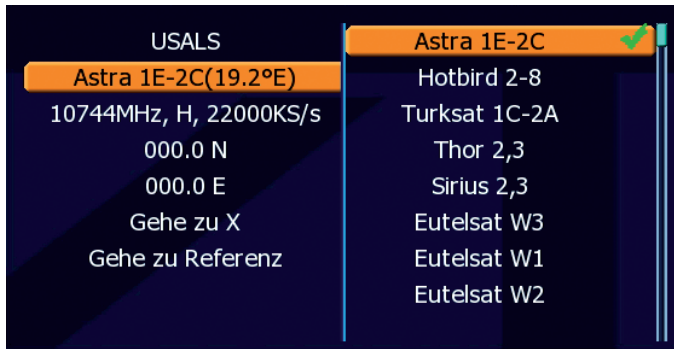 USALS
Astra 1E-2C(19.2ºE)
10744MHz, H, 22000KS/s
000.0 N
000.0 E
Gehe zu X
Gehe zu Referenz
Astra 1E-2C
Hotbird 2-8
Turksat 1C-2A
Thor 2,3
Sirius 2,3
Eutelsat W3
Eutelsat W1
Eutelsat W2